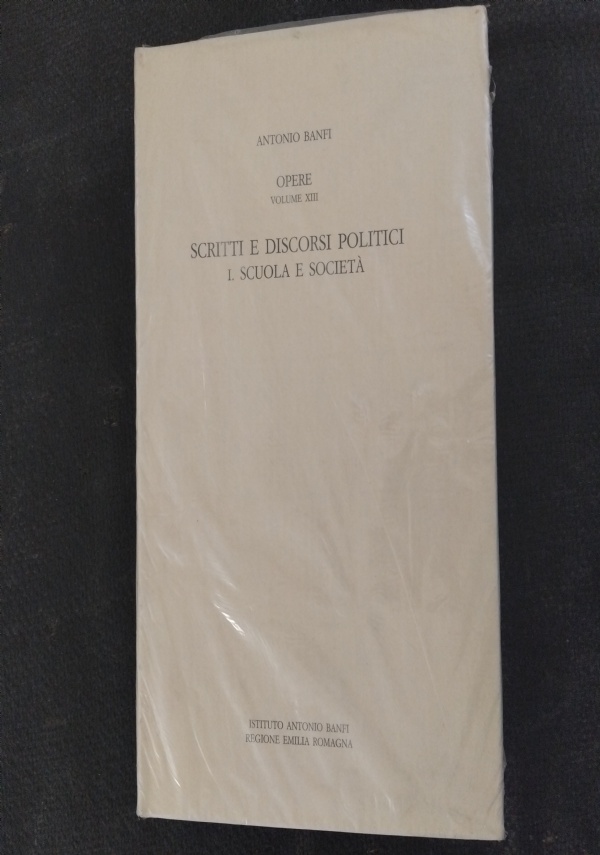 ANTONIO BANFI
OPERE
VOLUME XIII
SCRITTI E DISCORSI POLITICI
I. SCUOLA E SOCIETÀ
ISTITUTO ANTONIO BANFI
REGIONE EMILIA ROMAGNA